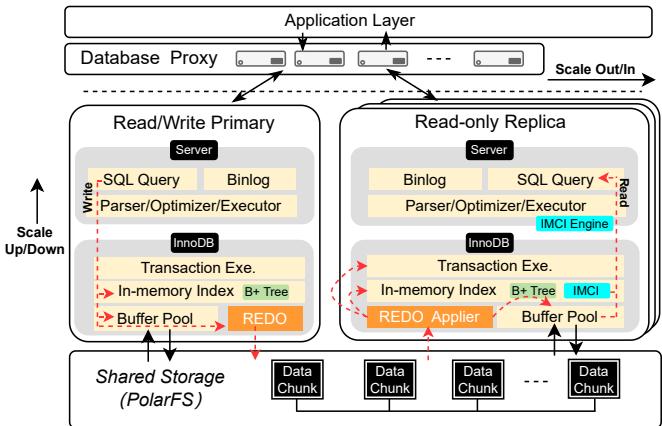 Application Layer
Database Proxy
Scale Out/In
Read/Write Primary
Server
SQL Query
Binlog
Parser/Optimizer/Executor
Write
InnoDB
Transaction Exe.
In-memory Index
B+ Tree
Buffer Pool
REDO
Scale
Up/Down
Read-only Replica
Server
Binlog
SQL Query
Parser/Optimizer/Executor
IMCI Engine
Read
InnoDB
Transaction Exe.
In-memory Index
B+ Tree
IMCI
REDO Applier
Buffer Pool
Shared Storage
(PolarFS)
Data
Chunk
Data
Chunk
Data
Chunk
Data
Chunk